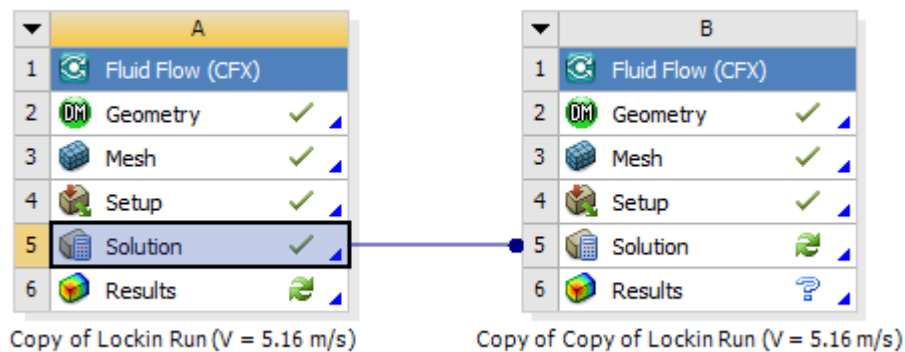 A
1 Fluid Flow (CFX)
2 DM Geometry
3 Mesh
4 Setup
5 Solution
6 Results
Copy of Lockin Run (V = 5.16 m/s)
B
1 Fluid Flow (CFX)
2 DM Geometry
3 Mesh
4 Setup
5 Solution
6 Results ?
Copy of Copy of Lockin Run (V = 5.16 m/s)